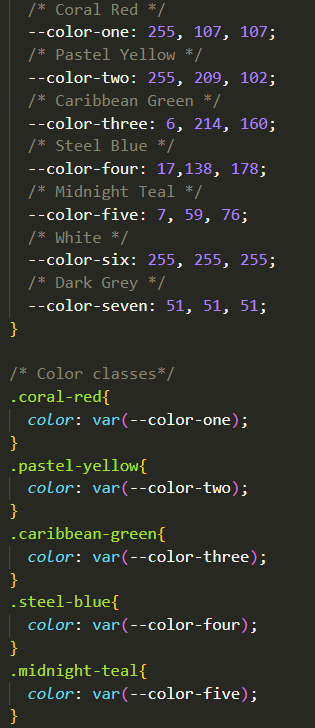 /* Coral Red */
--color-one: 255, 107, 107;
/* Pastel Yellow */
--color-two: 255, 209, 102;
/* Caribbean Green */
--color-three: 6, 214, 160;
/* Steel Blue */
--color-four: 17,138, 178;
/* Midnight Teal */
--color-five: 7, 59, 76;
/* White */
--color-six: 255, 255, 255;
/* Dark Grey */
--color-seven: 51, 51, 51;
}
/* Color classes*/
.coral-red{
color: var(--color-one);
}
.pastel-yellow{
color: var(--color-two);
}
.caribbean-green{
color: var(--color-three);
}
.steel-blue{
color: var(--color-four);
}
.midnight-teal{
color: var(--color-five);
}